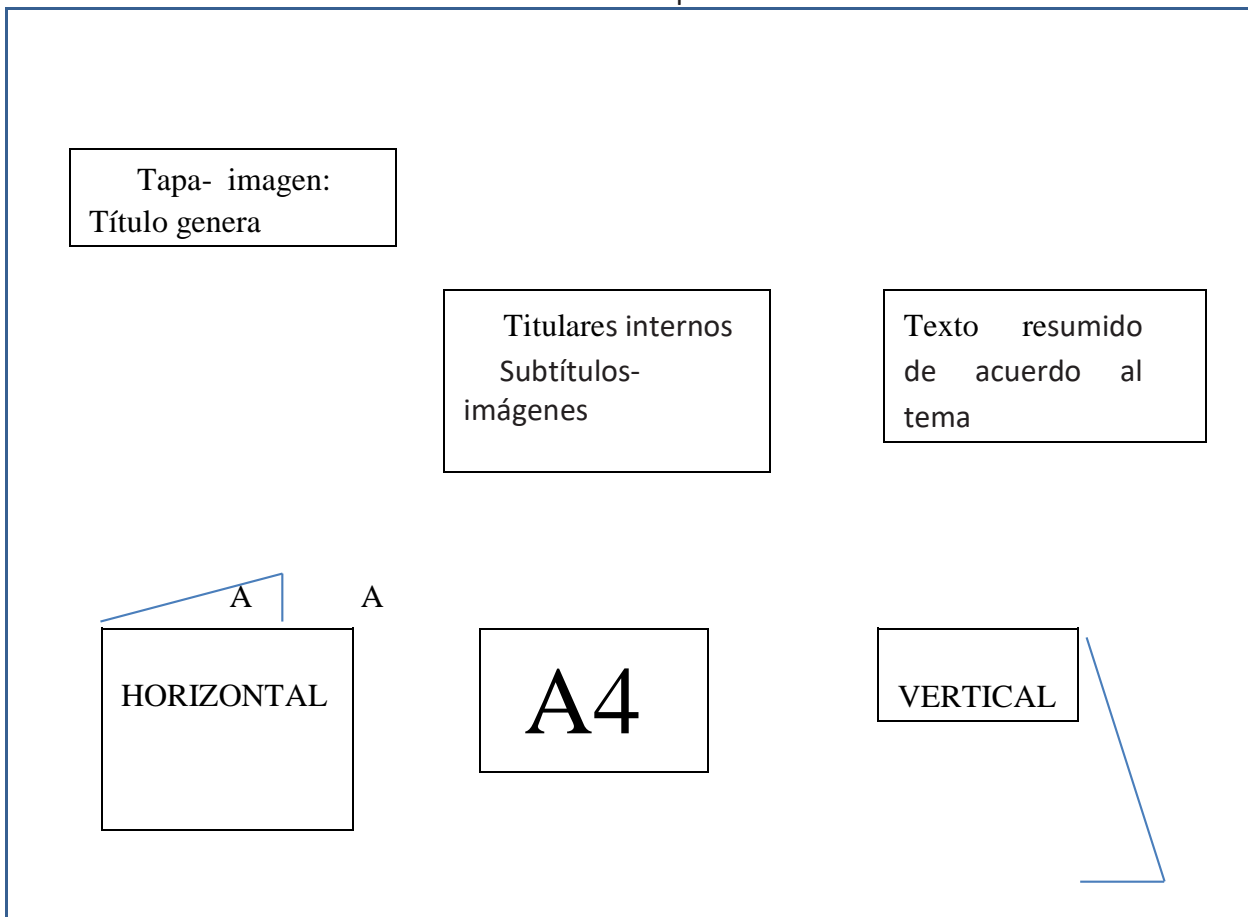 Tapa- imagen:
Título genera
Titulares internos
Subtítulos-
imágenes
Texto resumido
de acuerdo al
tema
A A
HORIZONTAL
A4
VERTICAL